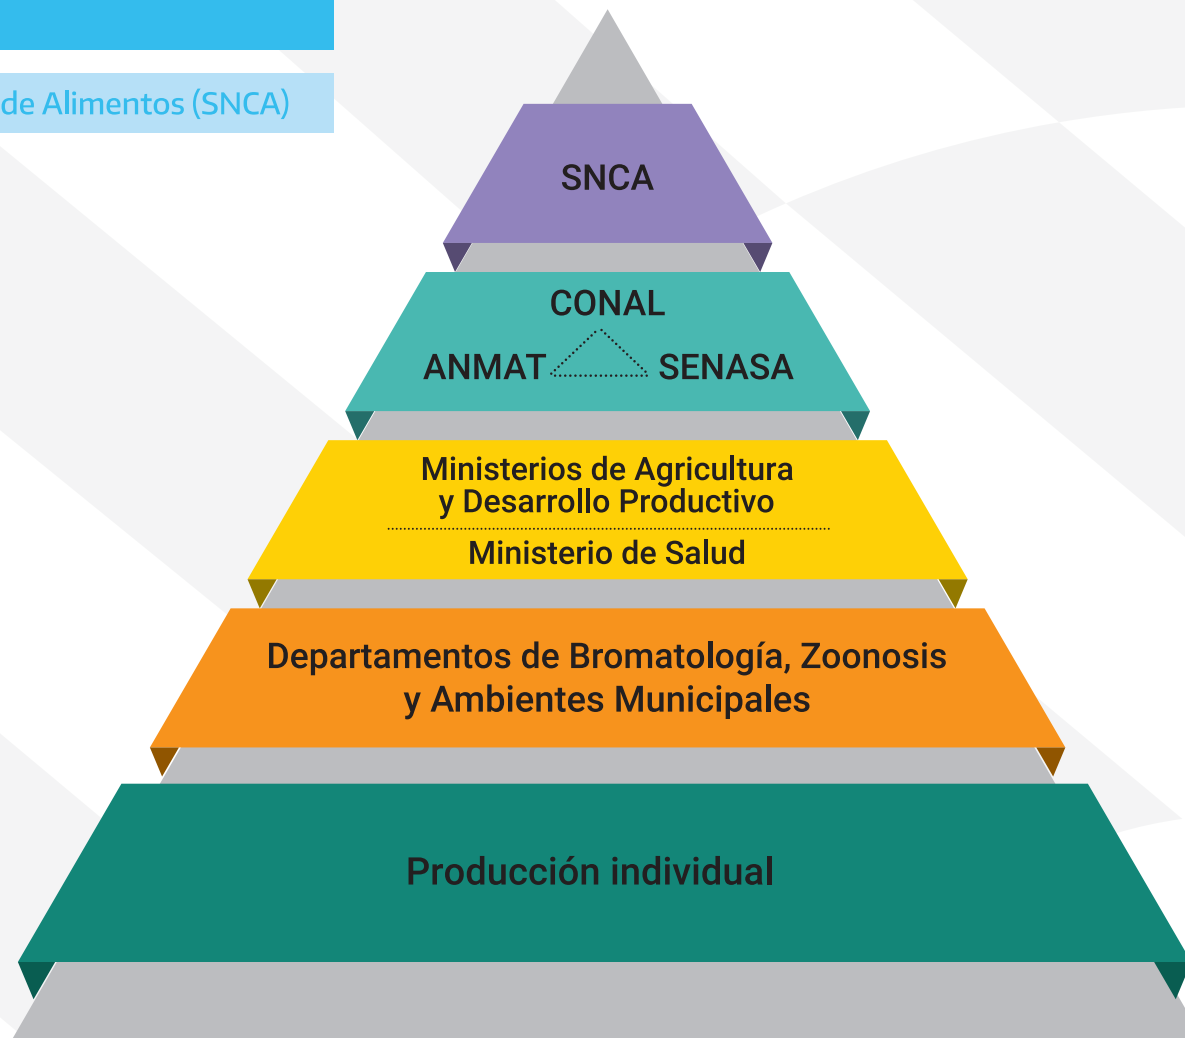 de Alimentos (SNCA)
SNCA
CONAL
ANMAT SENASA
Ministerios de Agricultura
y Desarrollo Productivo
Ministerio de Salud
Departamentos de Bromatología, Zoonosis
y Ambientes Municipales
Producción individual